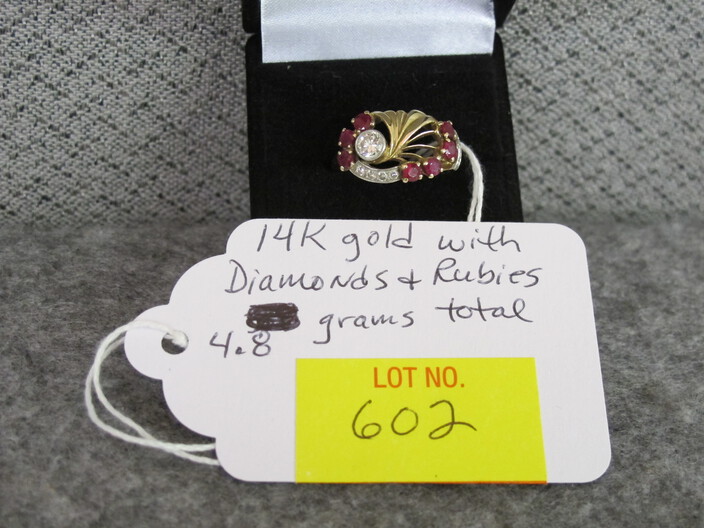 14K gold with
Diamonds & Rubies
4.8 grams total
LOT NO.
602